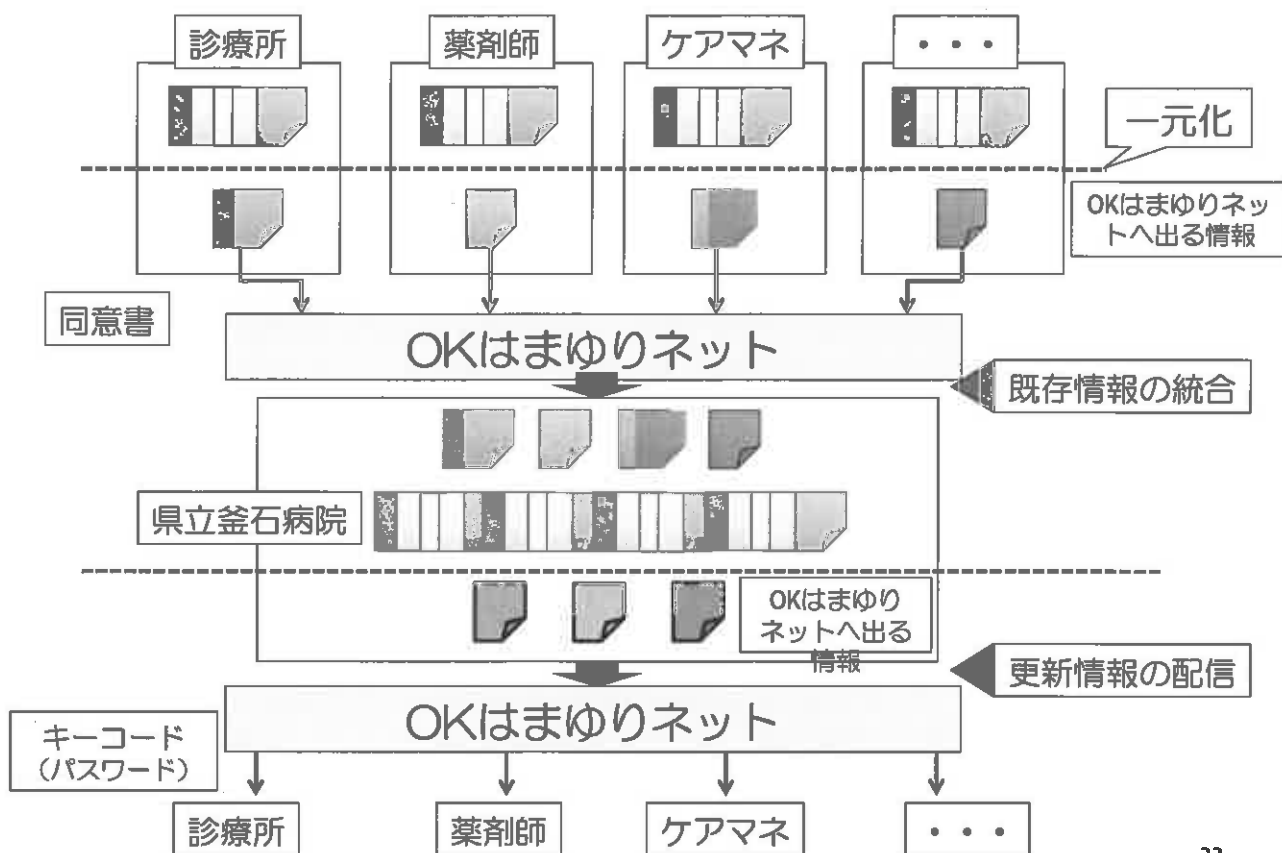 診療所
薬剤師
ケアマネ
・・・
一元化
OKはまゆりネッ
トへ出る情報
同意書
OKはまゆりネット
既存情報の統合
県立釜石病院
OKはまゆり
ネットへ出る
情報
更新情報の配信
OKはまゆりネット
キーコード
(パスワード)
診療所
薬剤師
ケアマネ
・・・